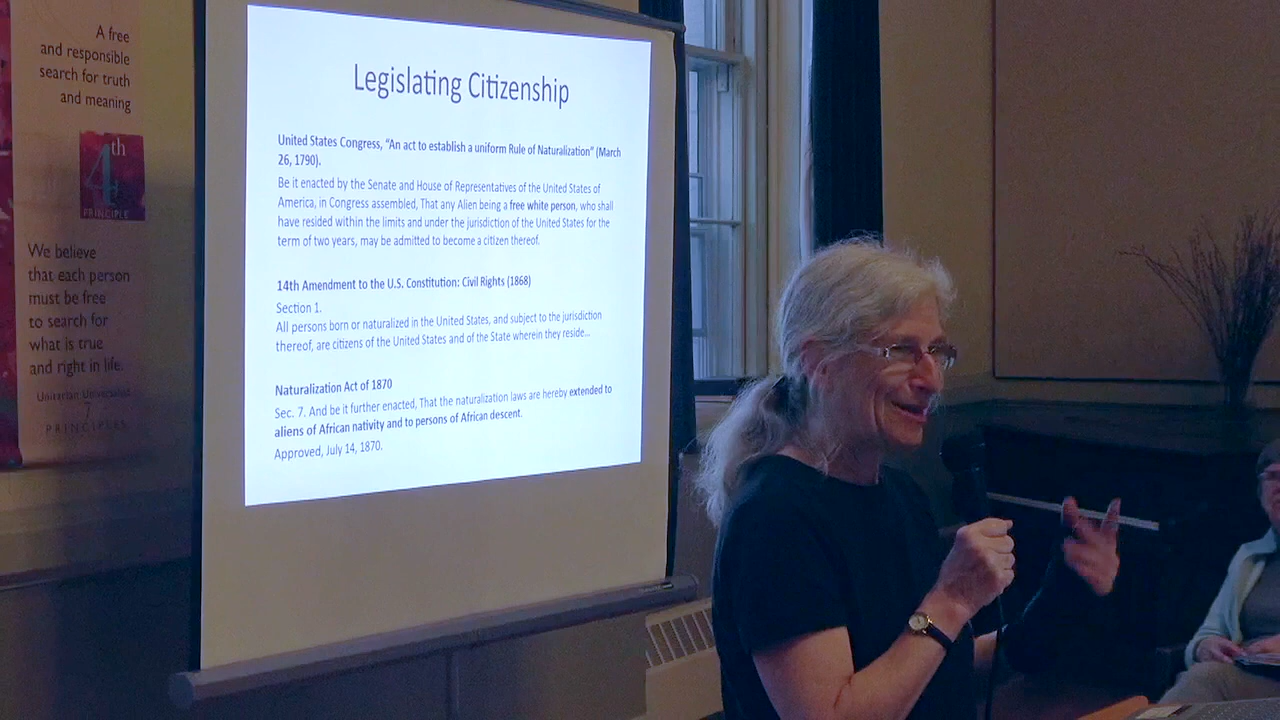 A free
and responsible
search for truth
and meaning
4th
PRINCIPLE
We believe
that each person
must be free
to search for
what is true
and right in life.
Unitarian Universalist
7
PRINCIPLES
Legislating Citizenship
United States Congress, “An act to establish a uniform Rule of Naturalization” (March
26, 1790).
Be it enacted by the Senate and House of Representatives of the United States of
America, in Congress assembled, That any Alien being a free white person, who shall
have resided within the limits and under the jurisdiction of the United States for the
term of two years, may be admitted to become a citizen thereof.
14th Amendment to the U.S. Constitution: Civil Rights (1868)
Section 1.
All persons born or naturalized in the United States, and subject to the jurisdiction
thereof, are citizens of the United States and of the State wherein they reside...
Naturalization Act of 1870
Sec. 7. And be it further enacted, That the naturalization laws are hereby extended to
aliens of African nativity and to persons of African descent.
Approved, July 14, 1870.